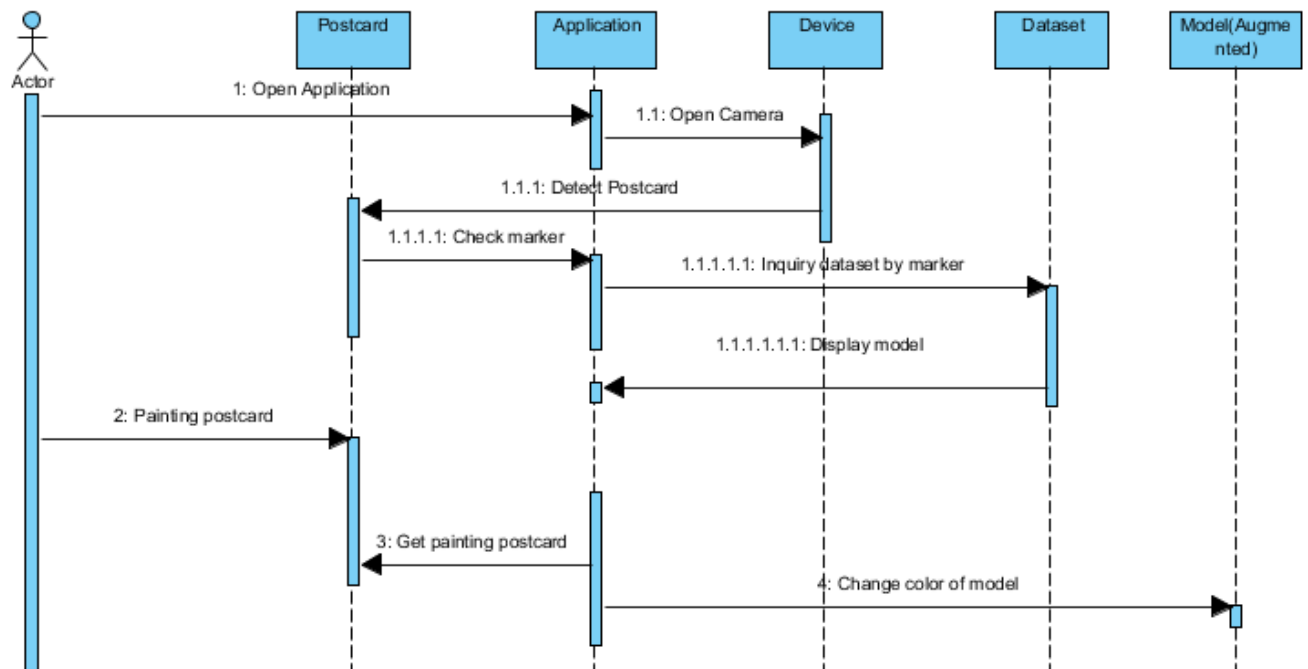 Postcard
Application
Device
Dataset
Model(Augme
nted)
Actor
1: Open Application
1.1: Open Camera
1.1.1: Detect Postcard
1.1.1.1: Check marker
1.1.1.1.1: Inquiry dataset by marker
1.1.1.1.1.1: Display model
2: Painting postcard
3: Get painting postcard
4: Change color of model